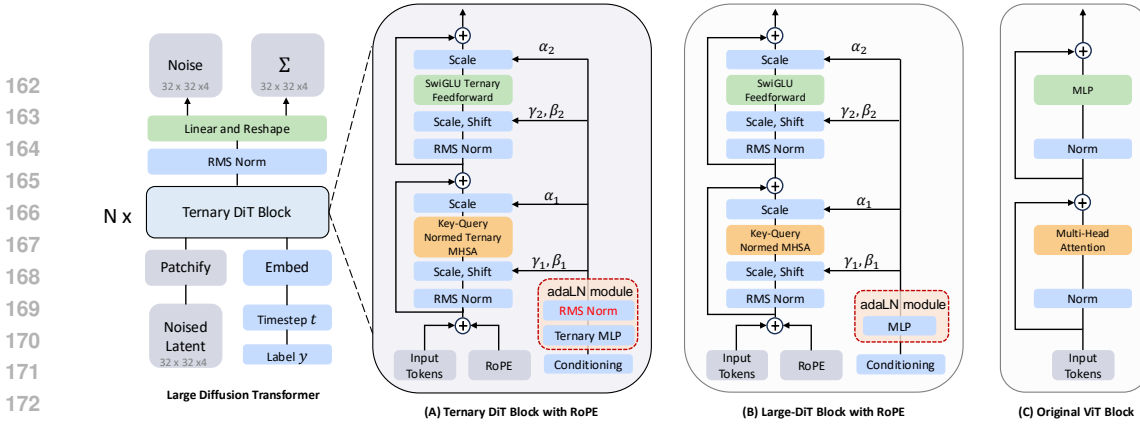 162
163
164
165
166
167
168
169
170
171
172
Noise
32 x 32 x4
Σ
32 x 32 x4
Linear and Reshape
RMS Norm
N x
Ternary DiT Block
Patchify
Embed
Noised
Latent
32 x 32 x4
Timestep t
Label y
Large Diffusion Transformer
Scale
α2
SwiGLU Ternary
Feedforward
Scale, Shift
γ2, β2
RMS Norm
Scale
α1
Key-Query
Normed Ternary
MHSA
Scale, Shift
γ1, β1
RMS Norm
adaLN module
RMS Norm
Ternary MLP
Input
Tokens
RoPE
Conditioning
(A) Ternary DiT Block with RoPE
Scale
α2
SwiGLU
Feedforward
Scale, Shift
γ2, β2
RMS Norm
Scale
α1
Key-Query
Normed MHSA
Scale, Shift
γ1, β1
RMS Norm
adaLN module
MLP
Input
Tokens
RoPE
Conditioning
(B) Large-DiT Block with RoPE
MLP
Norm
Multi-Head
Attention
Norm
Input
Tokens
(C) Original ViT Block